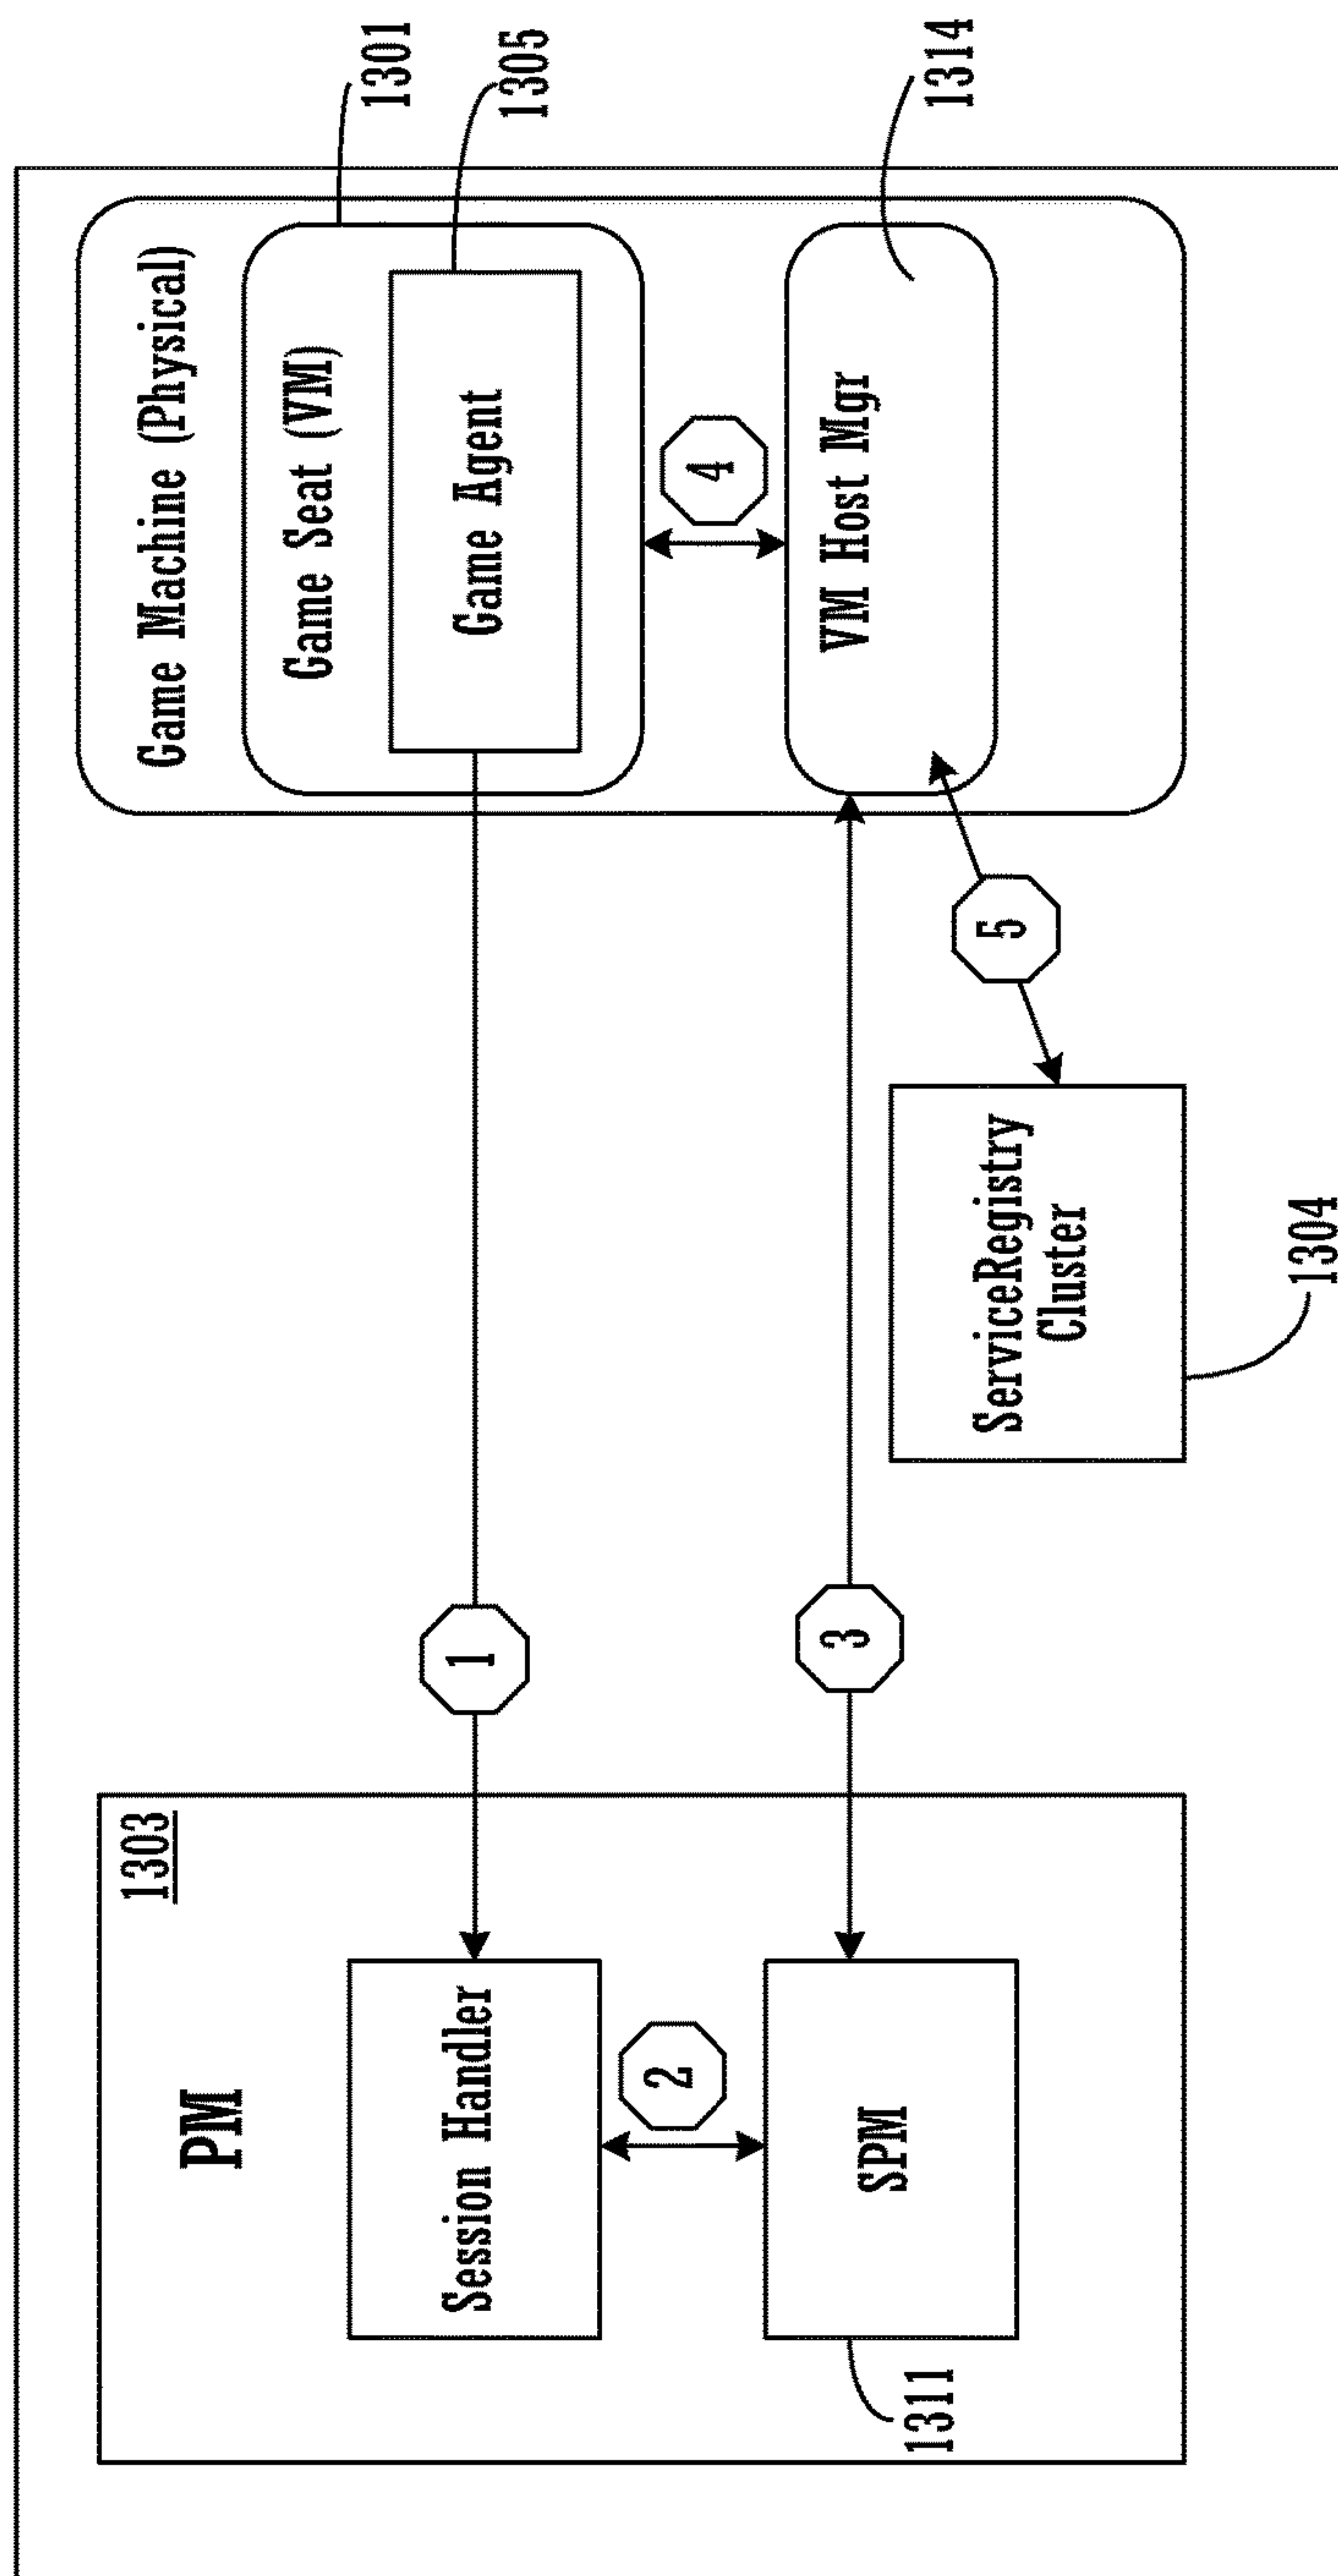 PM
1303
Session Handler
2
SPM
1311
1
3
ServiceRegistry
Cluster
1304
5
Game Machine (Physical)
Game Seat (VM)
Game Agent
4
VM Host Mgr
1301
1305
1314